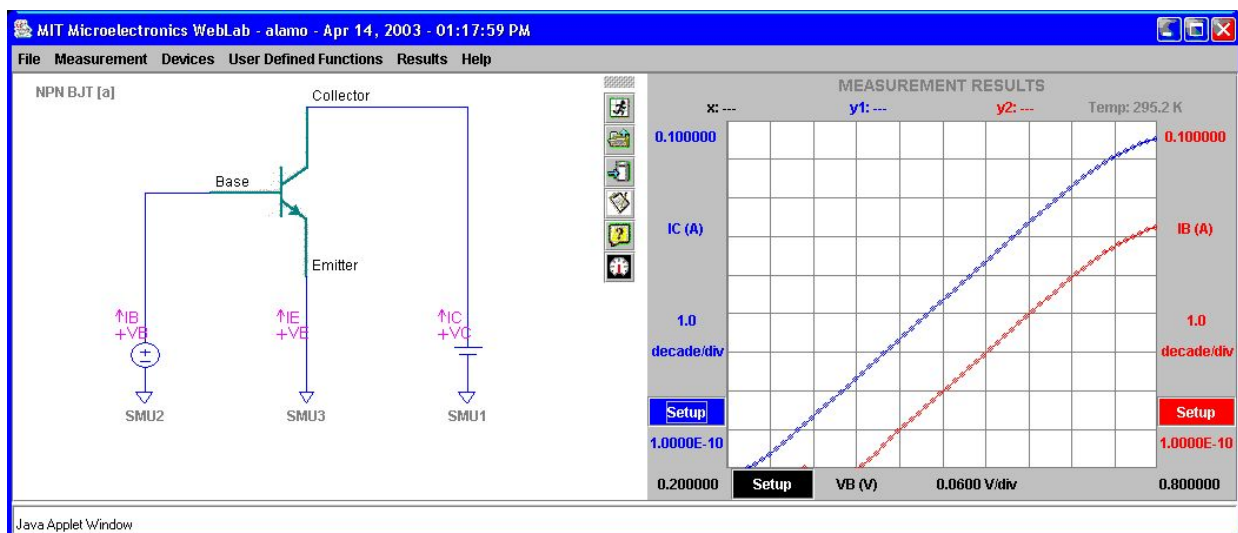 MIT Microelectronics WebLab - alamo - Apr 14, 2003 - 01:17:59 PM
File Measurement Devices User Defined Functions Results Help
NPN BJT [a]
Collector
Base
Emitter
↑IB
+VB
↑IE
+VE
↑IC
+VC
SMU2
SMU3
SMU1
MEASUREMENT RESULTS
x: --- y1: --- y2: --- Temp: 295.2 K
0.100000
IC (A)
1.0
decade/div
Setup
1.0000E-10
0.100000
IB (A)
1.0
decade/div
Setup
1.0000E-10
0.200000 Setup VB (V) 0.0600 V/div 0.800000
Java Applet Window